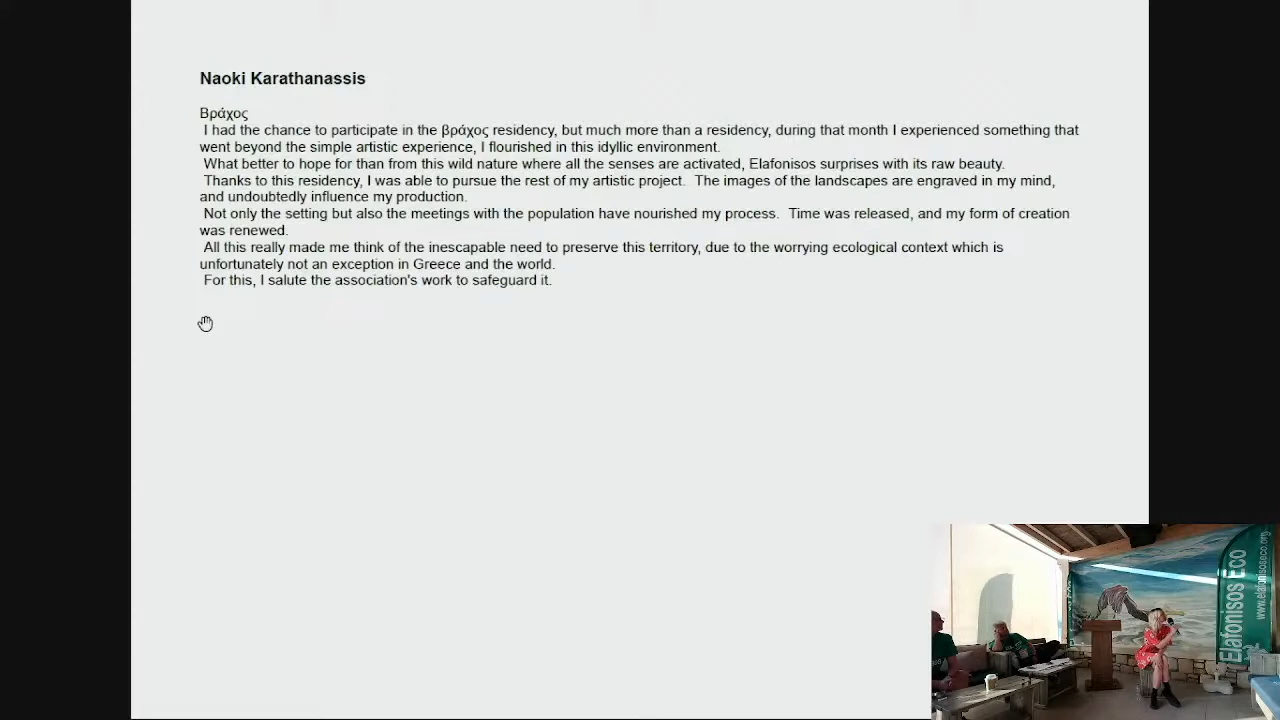 Naoki Karathanassis
Βράχος
I had the chance to participate in the βράχος residency, but much more than a residency, during that month I experienced something that
went beyond the simple artistic experience, I flourished in this idyllic environment.
What better to hope for than from this wild nature where all the senses are activated, Elafonisos surprises with its raw beauty.
Thanks to this residency, I was able to pursue the rest of my artistic project.  The images of the landscapes are engraved in my mind,
and undoubtedly influence my production.
Not only the setting but also the meetings with the population have nourished my process.  Time was released, and my form of creation
was renewed.
All this really made me think of the inescapable need to preserve this territory, due to the worrying ecological context which is
unfortunately not an exception in Greece and the world.
For this, I salute the association's work to safeguard it.
Elafonisos Eco
www.elafonisoseco.org